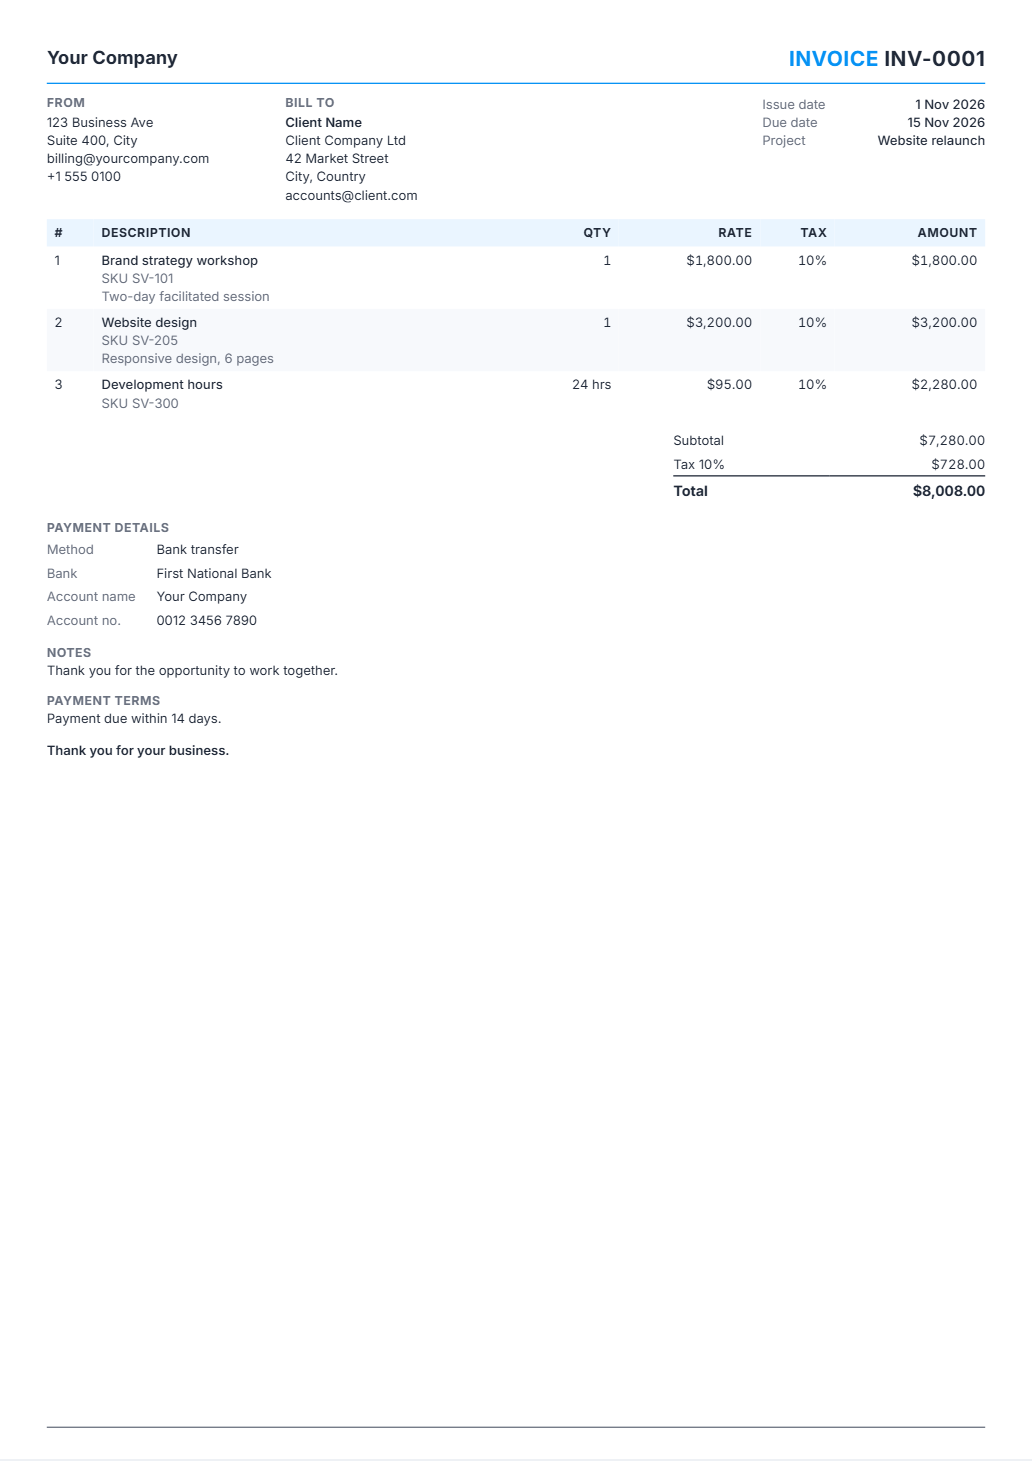 Your Company
INVOICE INV-0001
FROM
123 Business Ave
Suite 400, City
billing@yourcompany.com
+1 555 0100
BILL TO
Client Name
Client Company Ltd
42 Market Street
City, Country
accounts@client.com
Issue date 1 Nov 2026
Due date 15 Nov 2026
Project Website relaunch
# DESCRIPTION QTY RATE TAX AMOUNT
1 Brand strategy workshop 1 $1,800.00 10% $1,800.00
SKU SV-101
Two-day facilitated session
2 Website design 1 $3,200.00 10% $3,200.00
SKU SV-205
Responsive design, 6 pages
3 Development hours 24 hrs $95.00 10% $2,280.00
SKU SV-300
Subtotal $7,280.00
Tax 10% $728.00
Total $8,008.00
PAYMENT DETAILS
Method Bank transfer
Bank First National Bank
Account name Your Company
Account no. 0012 3456 7890
NOTES
Thank you for the opportunity to work together.
PAYMENT TERMS
Payment due within 14 days.
Thank you for your business.